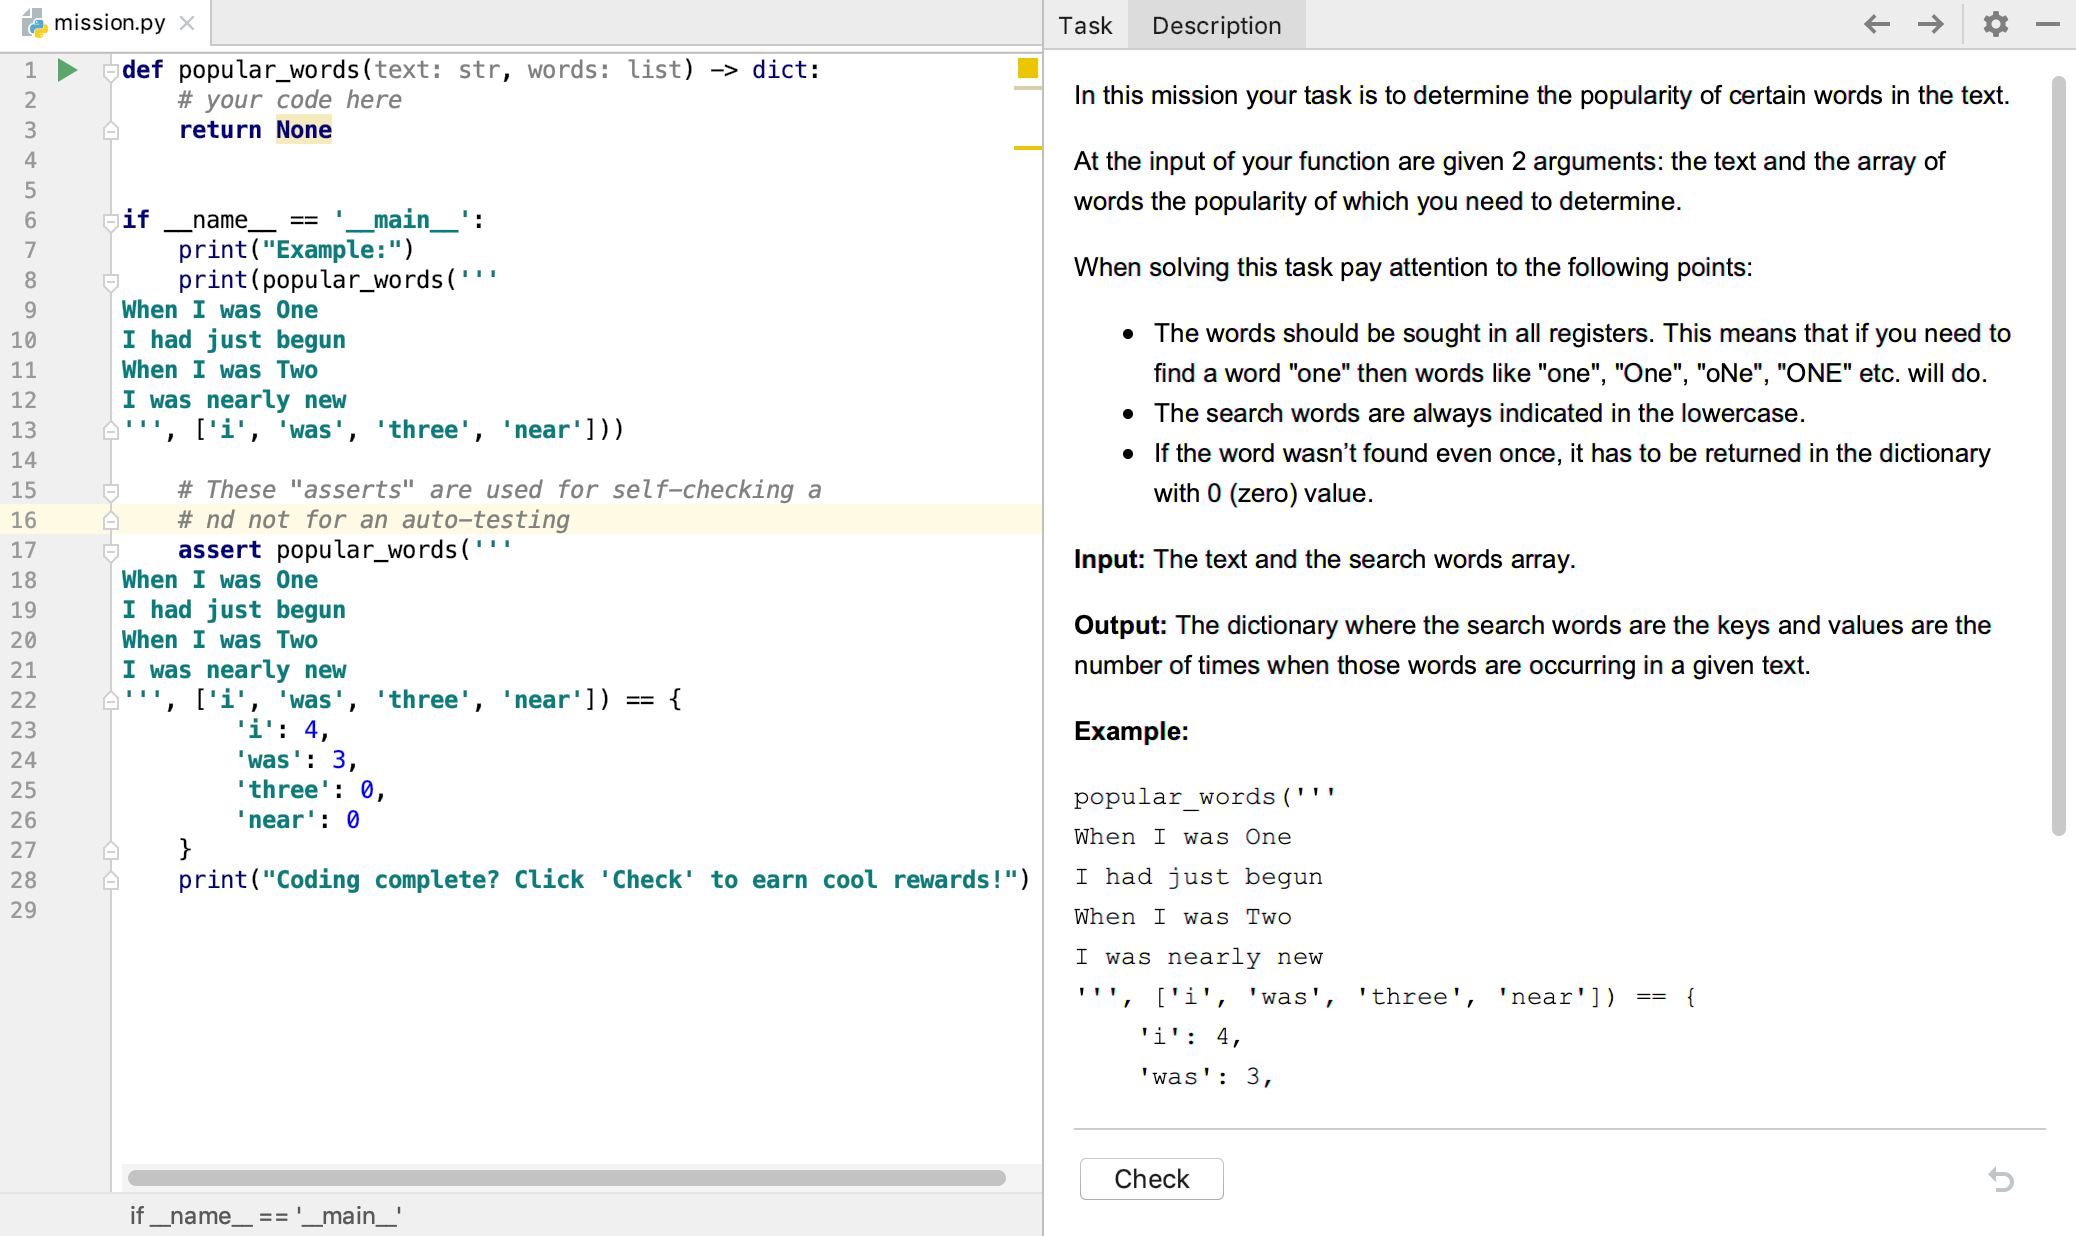 mission.py
1 def popular_words(text: str, words: list) -> dict:
2 # your code here
3 return None
4
5
6 if __name__ == '__main__':
7 print("Example:")
8 print(popular_words('''
9 When I was One
10 I had just begun
11 When I was Two
12 I was nearly new
13 ''', ['i', 'was', 'three', 'near']))
14
15 # These "asserts" are used for self-checking a
16 # nd not for an auto-testing
17 assert popular_words('''
18 When I was One
19 I had just begun
20 When I was Two
21 I was nearly new
22 ''', ['i', 'was', 'three', 'near']) == {
23 'i': 4,
24 'was': 3,
25 'three': 0,
26 'near': 0
27 }
28 print("Coding complete? Click 'Check' to earn cool rewards!")
29
if __name__ == '__main__'
Task Description
In this mission your task is to determine the popularity of certain words in the text.
At the input of your function are given 2 arguments: the text and the array of
words the popularity of which you need to determine.
When solving this task pay attention to the following points:
• The words should be sought in all registers. This means that if you need to
find a word "one" then words like "one", "One", "oNe", "ONE" etc. will do.
• The search words are always indicated in the lowercase.
• If the word wasn’t found even once, it has to be returned in the dictionary
with 0 (zero) value.
Input: The text and the search words array.
Output: The dictionary where the search words are the keys and values are the
number of times when those words are occurring in a given text.
Example:
popular_words('''
When I was One
I had just begun
When I was Two
I was nearly new
''', ['i', 'was', 'three', 'near']) == {
'i': 4,
'was': 3,
Check